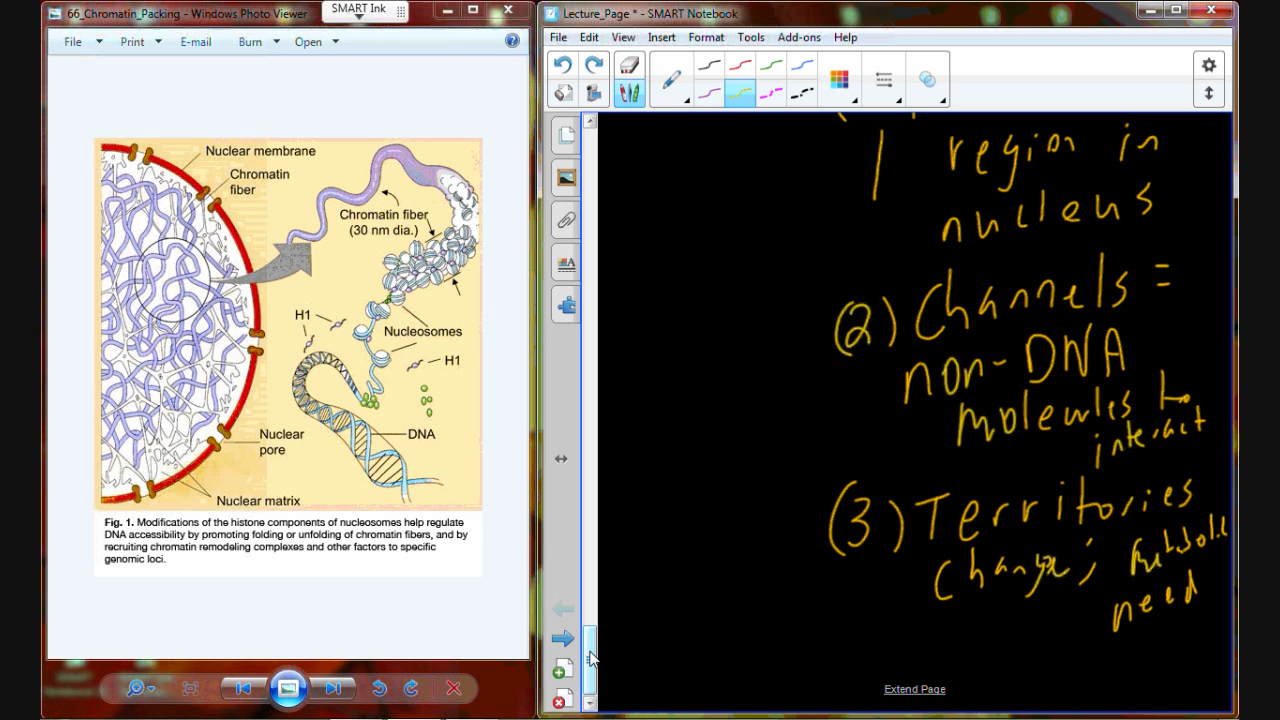 66_Chromatin_Packing - Windows Photo Viewer
SMART Ink
File Print E-mail Burn Open
Nuclear membrane
Chromatin
fiber
Chromatin fiber
(30 nm dia.)
H1
Nucleosomes
H1
DNA
Nuclear
pore
Nuclear matrix
Fig. 1. Modifications of the histone components of nucleosomes help regulate
DNA accessibility by promoting folding or unfolding of chromatin fibers, and by
recruiting chromatin remodeling complexes and other factors to specific
genomic loci.
Lecture_Page * - SMART Notebook
File Edit View Insert Format Tools Add-ons Help
region in
nucleus
(2) Channels =
non-DNA
molecules to
interact
(3) Territories
change;
need
Extend Page